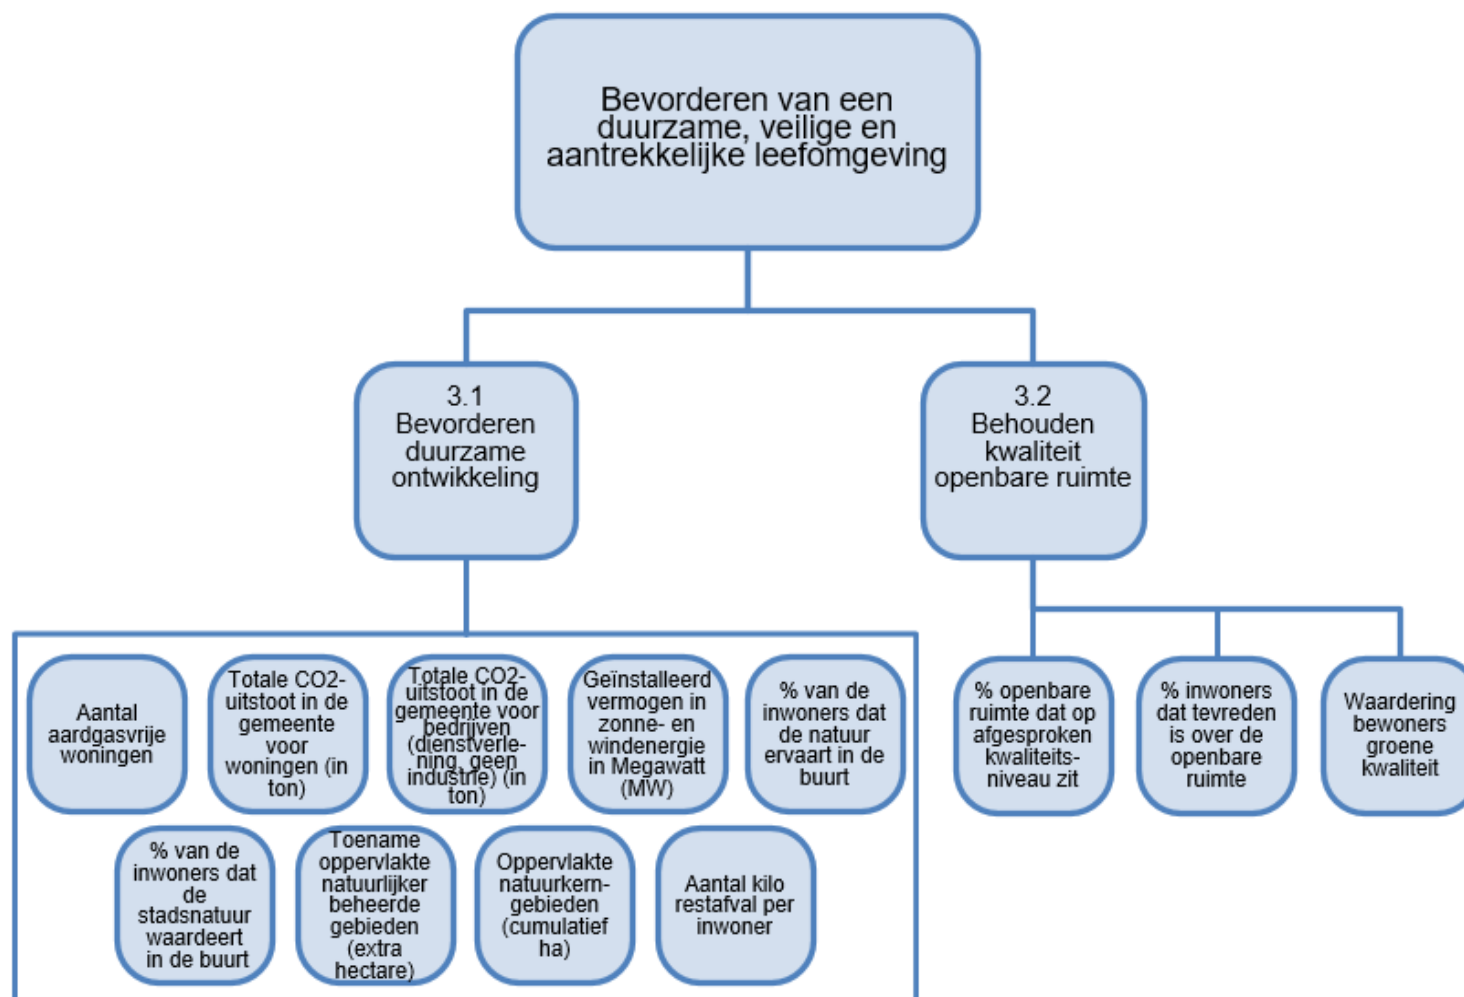 Bevorderen van een
duurzame, veilige en
aantrekkelijke leefomgeving
3.1
Bevorderen
duurzame
ontwikkeling
3.2
Behouden
kwaliteit
openbare ruimte
Aantal
aardgasvrije
woningen
Totale CO2-
uitstoot in de
gemeente
voor
woningen (in
ton)
Totale CO2-
uitstoot in de
gemeente voor
bedrijven
(dienstverle-
ning, geen
industrie) (in
ton)
Geïnstalleerd
vermogen in
zonne- en
windenergie
in Megawatt
(MW)
% van de
inwoners dat
de natuur
ervaart in de
buurt
% van de
inwoners dat
de
stadsnatuur
waardeert
in de buurt
Toename
oppervlakte
natuurlijker
beheerde
gebieden
(extra
hectare)
Oppervlakte
natuurkern-
gebieden
(cumulatief
ha)
Aantal kilo
restafval per
inwoner
% openbare
ruimte dat op
afgesproken
kwaliteits-
niveau zit
% inwoners
dat tevreden
is over de
openbare
ruimte
Waardering
bewoners
groene
kwaliteit